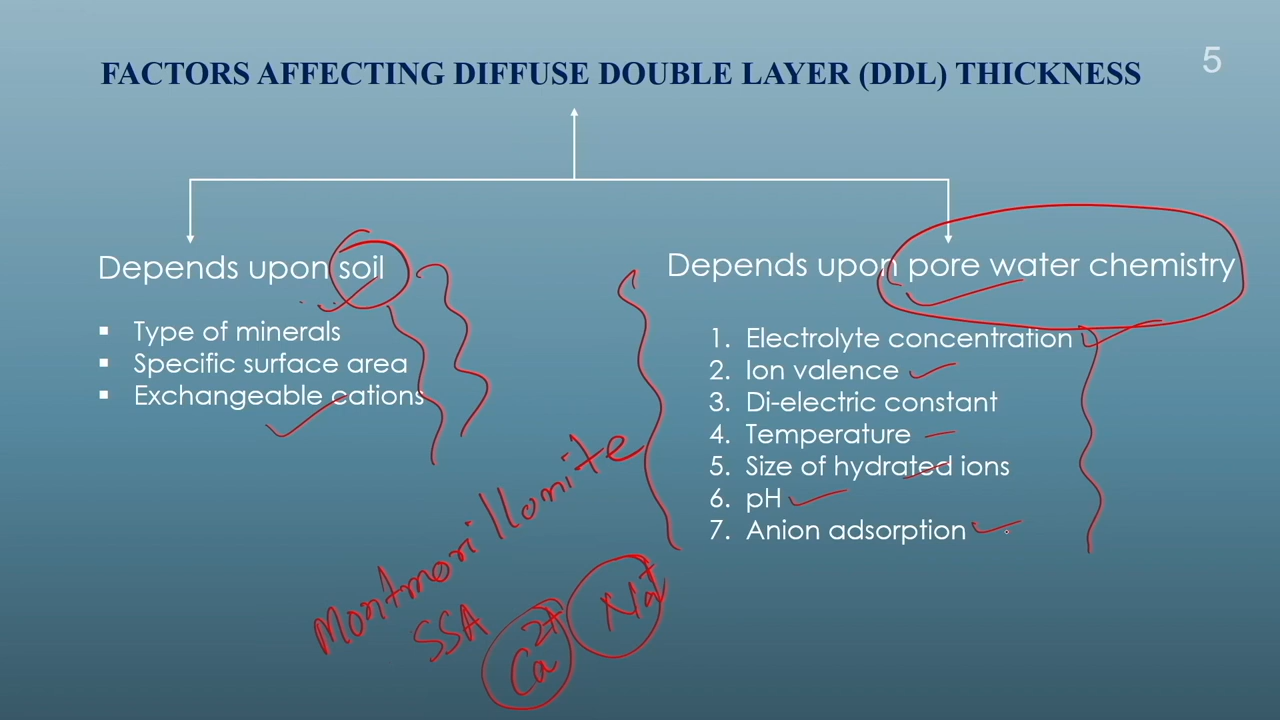 5
FACTORS AFFECTING DIFFUSE DOUBLE LAYER (DDL) THICKNESS
Depends upon soil
▪ Type of minerals
▪ Specific surface area
▪ Exchangeable cations
Depends upon pore water chemistry
1. Electrolyte concentration
2. Ion valence
3. Di-electric constant
4. Temperature
5. Size of hydrated ions
6. pH
7. Anion adsorption
Montmorillonite
SSA
Ca2+ Na+